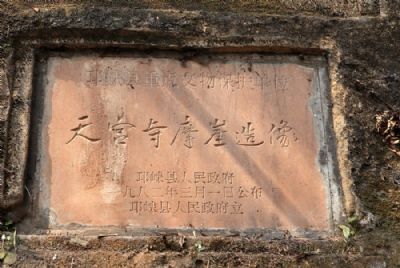 邛崃县重点文物保护单位
天宫寺摩崖造像
邛崃县人民政府
一九八二年三月一日公布
邛崃县人民政府立